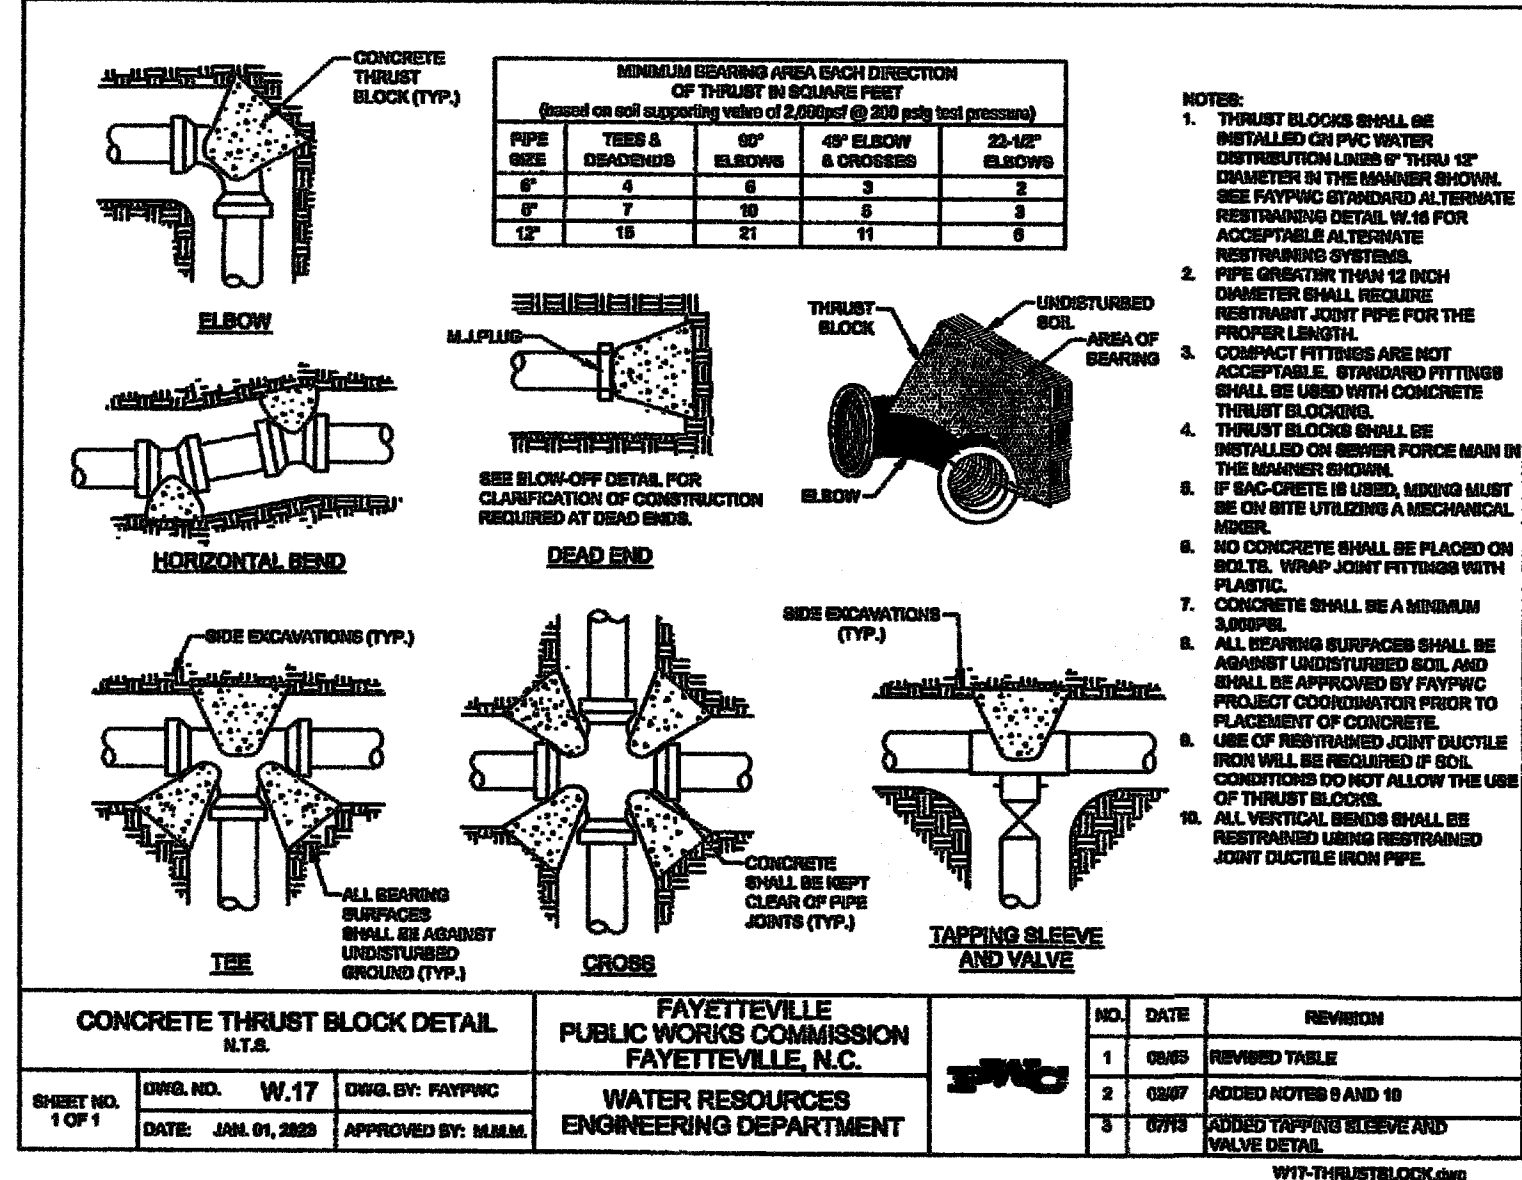 CONCRETE
THRUST
BLOCK (TYP.)
ELBOW
MINIMUM BEARING AREA EACH DIRECTION
OF THRUST IN SQUARE FEET
(based on soil supporting valve of 2,000psf @ 200 psig test pressure)
PIPE SIZE TEES & DEADENDS 90° ELBOWS 45° ELBOW & CROSSES 22-1/2° ELBOWS
6" 4 6 3 2
7 10 5 3
12" 15 21 11 6
M.J.PLUG
SEE BLOW-OFF DETAIL FOR
CLARIFICATION OF CONSTRUCTION
REQUIRED AT DEAD ENDS.
DEAD END
HORIZONTAL BEND
THRUST
BLOCK
UNDISTURBED
SOIL
AREA OF
BEARING
ELBOW
SIDE EXCAVATIONS (TYP.)
ALL BEARING
SURFACES
SHALL BE AGAINST
UNDISTURBED
GROUND (TYP.)
TEE
CONCRETE
SHALL BE KEPT
CLEAR OF PIPE
JOINTS (TYP.)
CROSS
SIDE EXCAVATIONS
(TYP.)
TAPPING SLEEVE
AND VALVE
NOTES:
1. THRUST BLOCKS SHALL BE
INSTALLED ON PVC WATER
DISTRIBUTION LINES 6" THRU 12"
DIAMETER IN THE MANNER SHOWN.
SEE FAYPWC STANDARD ALTERNATE
RESTRAINING DETAIL W.18 FOR
ACCEPTABLE ALTERNATE
RESTRAINING SYSTEMS.
2. PIPE GREATER THAN 12 INCH
DIAMETER SHALL REQUIRE
RESTRAINT JOINT PIPE FOR THE
PROPER LENGTH.
3. COMPACT FITTINGS ARE NOT
ACCEPTABLE. STANDARD FITTINGS
SHALL BE USED WITH CONCRETE
THRUST BLOCKING.
4. THRUST BLOCKS SHALL BE
INSTALLED ON SEWER FORCE MAIN IN
THE MANNER SHOWN.
5. IF SAC-CRETE IS USED, MIXING MUST
BE ON SITE UTILIZING A MECHANICAL
MIXER.
6. NO CONCRETE SHALL BE PLACED ON
BOLTS. WRAP JOINT FITTINGS WITH
PLASTIC.
7. CONCRETE SHALL BE A MINIMUM
3,000PSI.
8. ALL BEARING SURFACES SHALL BE
AGAINST UNDISTURBED SOIL AND
SHALL BE APPROVED BY FAYPWC
PROJECT COORDINATOR PRIOR TO
PLACEMENT OF CONCRETE.
9. USE OF RESTRAINED JOINT DUCTILE
IRON WILL BE REQUIRED IF SOIL
CONDITIONS DO NOT ALLOW THE USE
OF THRUST BLOCKS.
10. ALL VERTICAL BENDS SHALL BE
RESTRAINED USING RESTRAINED
JOINT DUCTILE IRON PIPE.
CONCRETE THRUST BLOCK DETAIL
N.T.S.
SHEET NO.
1 OF 1
DWG. NO. W.17
DWG. BY: FAYPWC
DATE: JAN. 01, 2023
APPROVED BY: M.M.M.
FAYETTEVILLE
PUBLIC WORKS COMMISSION
FAYETTEVILLE, N.C.
WATER RESOURCES
ENGINEERING DEPARTMENT
PWC
NO. DATE REVISION
1 REVISED TABLE
2 02/07 ADDED NOTES 9 AND 10
3 07/13 ADDED TAPPING SLEEVE AND
VALVE DETAIL
W17-THRUSTBLOCK.dwg